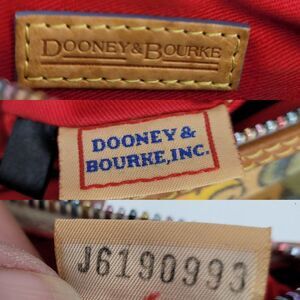 DOONEY & BOURKE
DOONEY &
BOURKE, INC.
J6190993